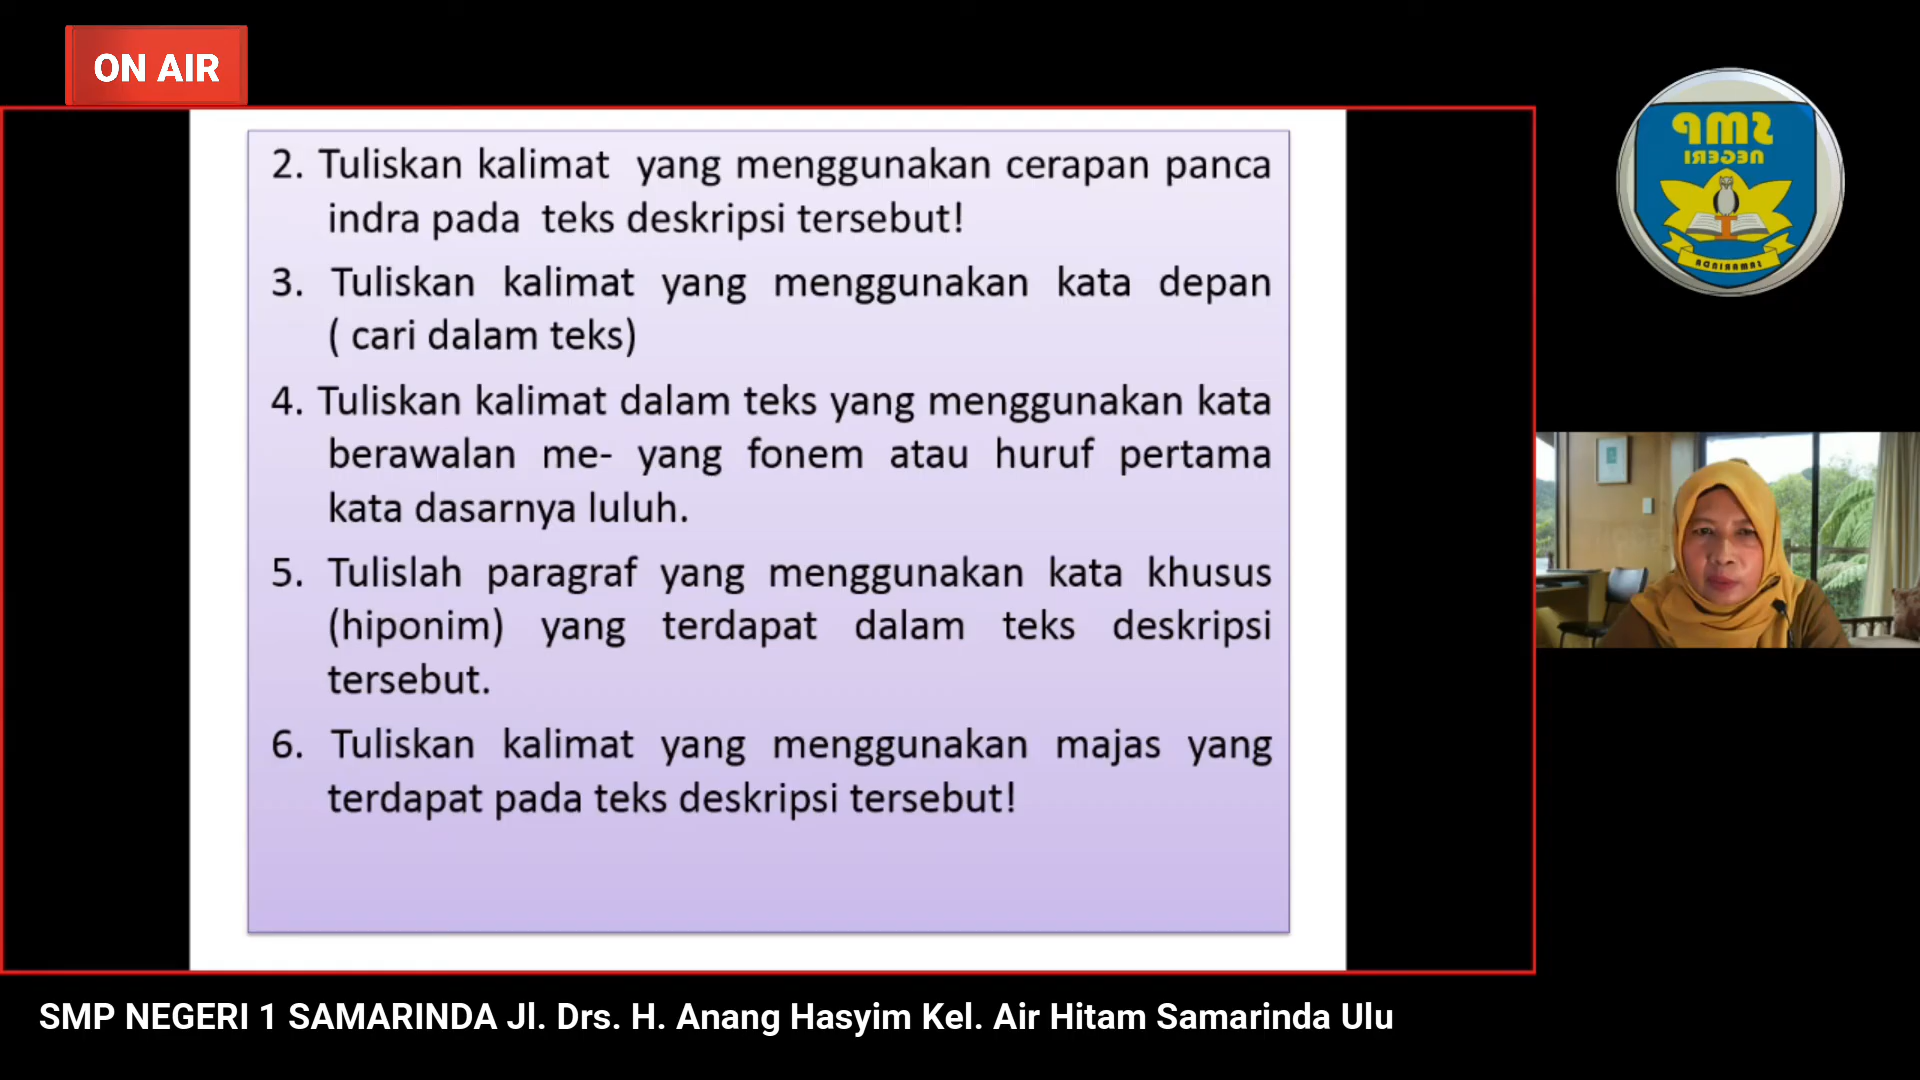 ON AIR
2. Tuliskan kalimat yang menggunakan cerapan panca
indra pada teks deskripsi tersebut!
3. Tuliskan kalimat yang menggunakan kata depan
( cari dalam teks)
4. Tuliskan kalimat dalam teks yang menggunakan kata
berawalan me- yang fonem atau huruf pertama
kata dasarnya luluh.
5. Tulislah paragraf yang menggunakan kata khusus
(hiponim) yang terdapat dalam teks deskripsi
tersebut.
6. Tuliskan kalimat yang menggunakan majas yang
terdapat pada teks deskripsi tersebut!
SMP
NEGERI
SAMARINDA
SMP NEGERI 1 SAMARINDA Jl. Drs. H. Anang Hasyim Kel. Air Hitam Samarinda Ulu